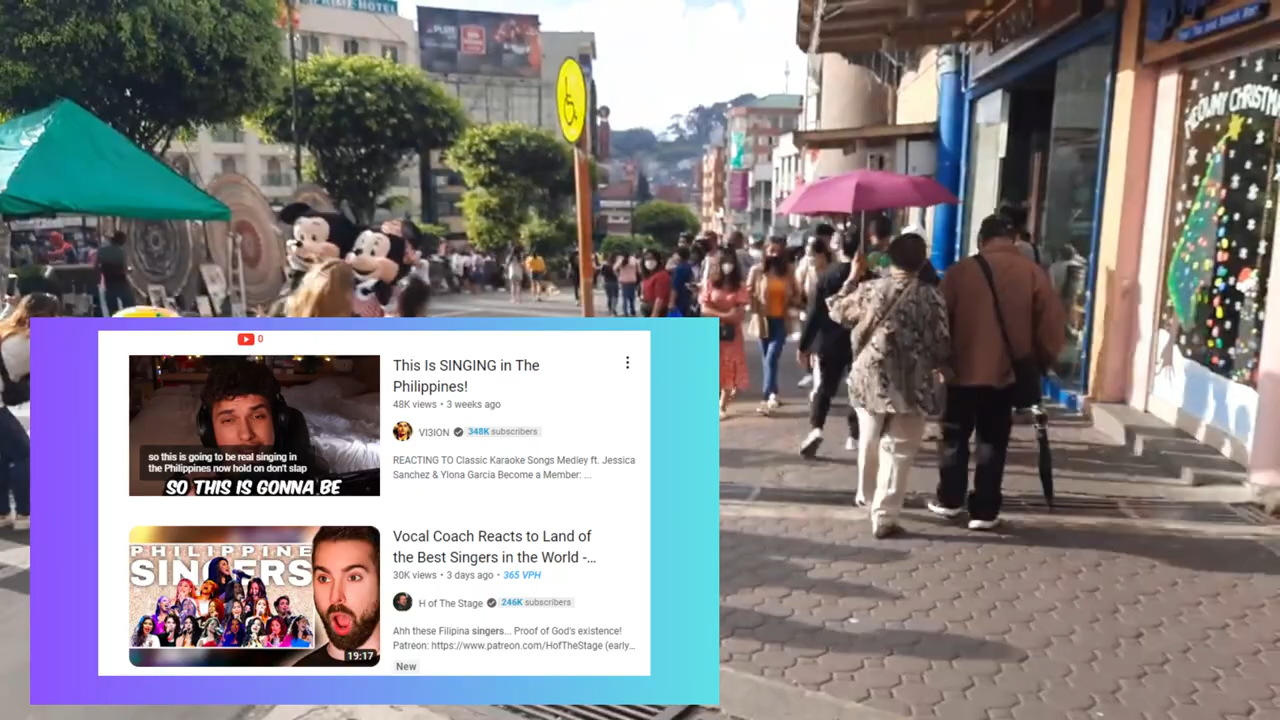 PRIME HOTEL
MEOWNY CHRISTMA
0
This Is SINGING in The
Philippines!
48K views • 3 weeks ago
VI3ION 348K subscribers
so this is going to be real singing in
the Philippines now hold on don't slap
SO THIS IS GONNA BE
REACTING TO Classic Karaoke Songs Medley ft. Jessica
Sanchez & Ylona Garcia Become a Member: ...
PHILIPPINE
SINGERS
19:17
Vocal Coach Reacts to Land of
the Best Singers in the World -...
30K views • 3 days ago • 365 VPH
H of The Stage 246K subscribers
Ahh these Filipina singers... Proof of God's existence!
Patreon: https://www.patreon.com/HofTheStage (early...
New